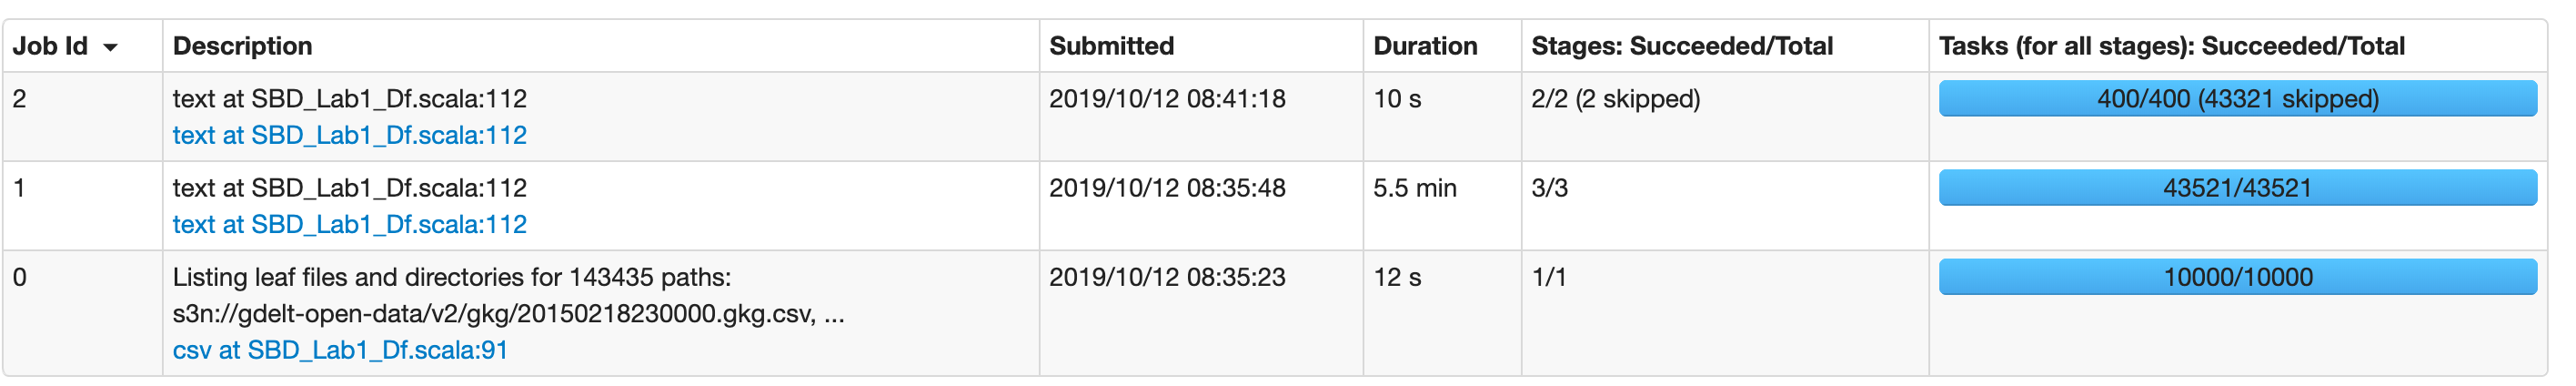 Job Id Description Submitted Duration Stages: Succeeded/Total Tasks (for all stages): Succeeded/Total
2 text at SBD_Lab1_Df.scala:112 2019/10/12 08:41:18 10 s 2/2 (2 skipped) 400/400 (43321 skipped)
text at SBD_Lab1_Df.scala:112
1 text at SBD_Lab1_Df.scala:112 2019/10/12 08:35:48 5.5 min 3/3 43521/43521
text at SBD_Lab1_Df.scala:112
0 Listing leaf files and directories for 143435 paths: 2019/10/12 08:35:23 12 s 1/1 10000/10000
s3n://gdelt-open-data/v2/gkg/20150218230000.gkg.csv, ...
csv at SBD_Lab1_Df.scala:91